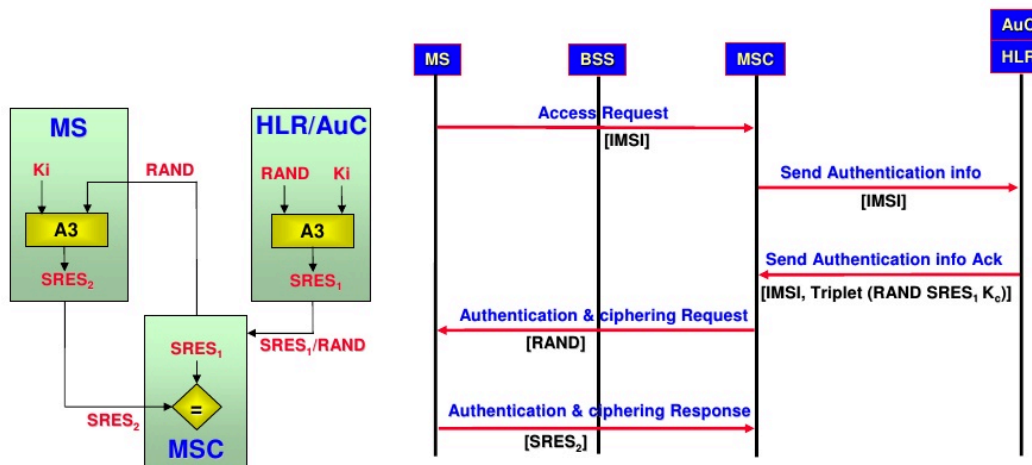 MS
HLR/AuC
RAND
Ki
RAND
Ki
A3
A3
SRES₂
SRES₁
SRES₁
SRES₁/RAND
=
SRES₂
MSC
AuC
MS
BSS
MSC
HLR
Access Request
[IMSI]
Send Authentication info
[IMSI]
Send Authentication info Ack
[IMSI, Triplet (RAND SRES₁ Kc)]
Authentication & ciphering Request
[RAND]
Authentication & ciphering Response
[SRES₂]